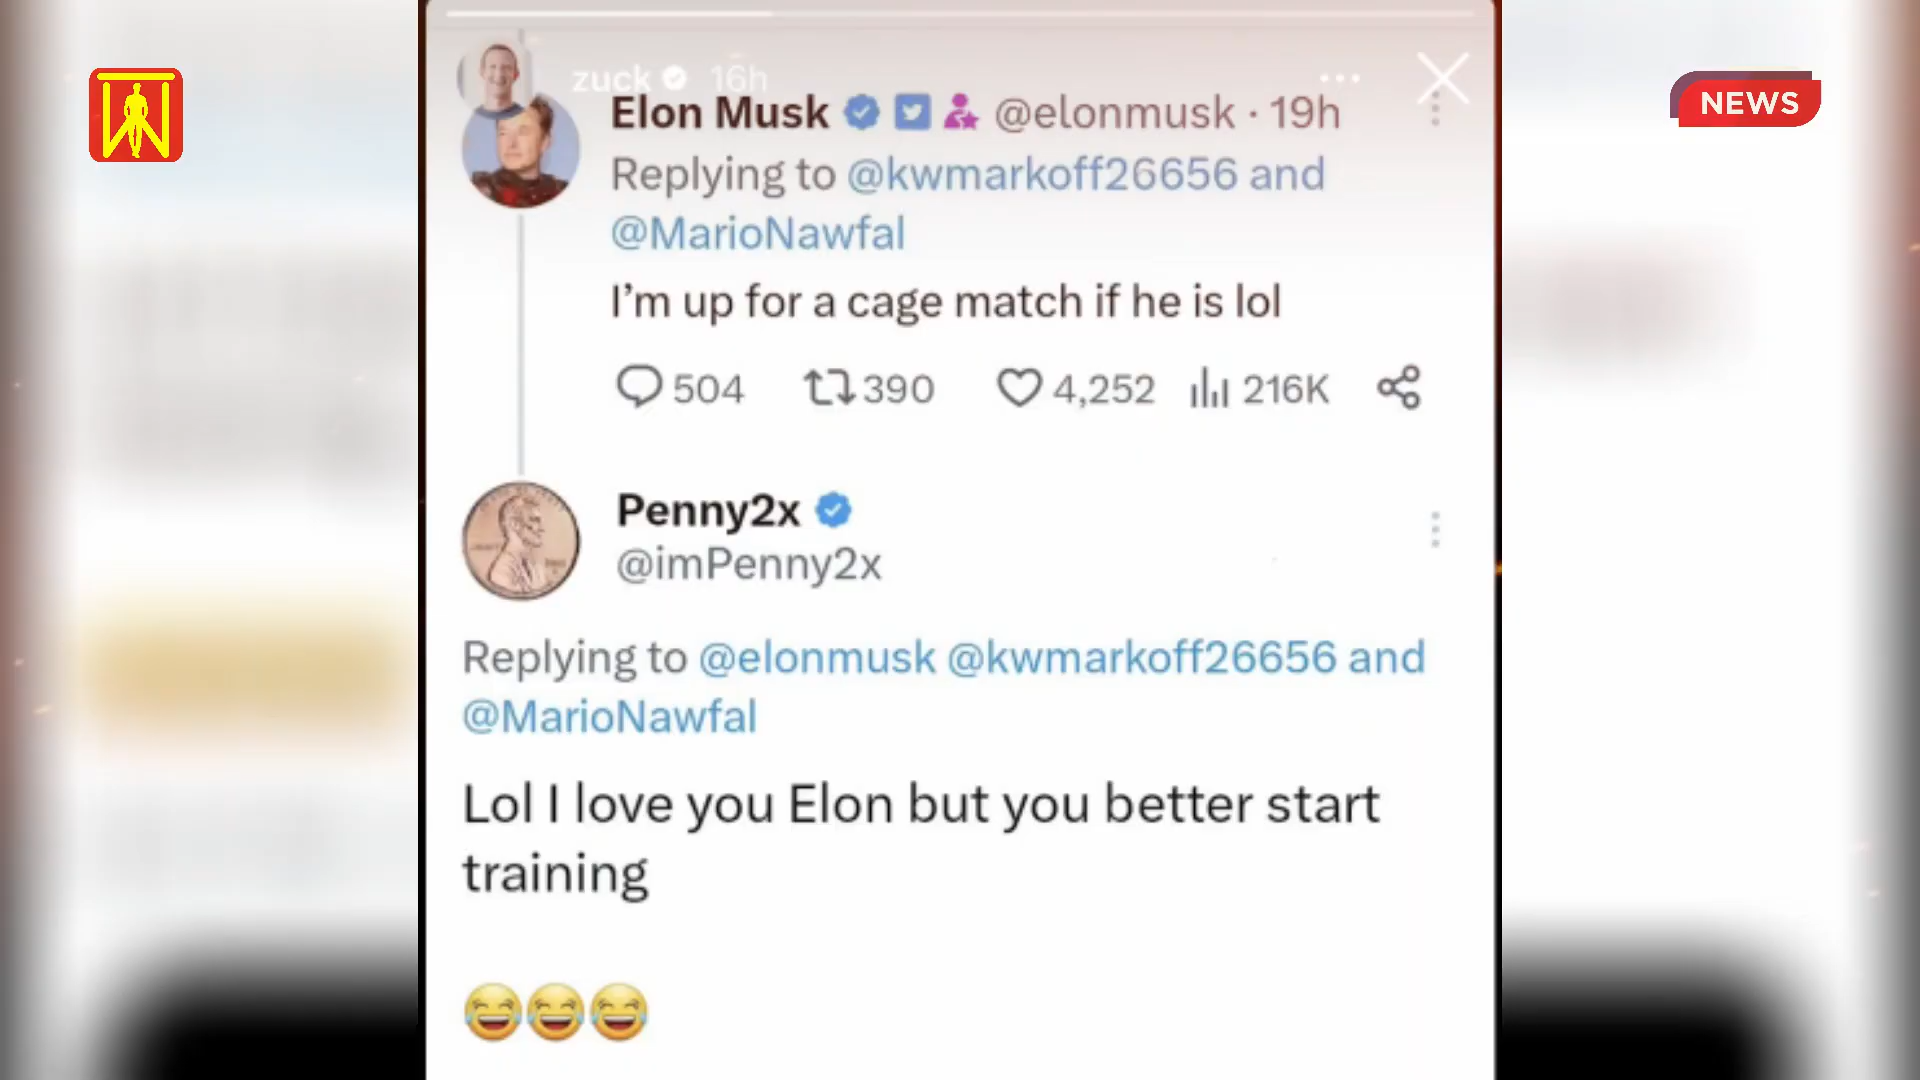 zuck 16h
NEWS
Elon Musk @elonmusk · 19h
Replying to @kwmarkoff26656 and
@MarioNawfal
I'm up for a cage match if he is lol
504 390 4,252 216K
Penny2x
@imPenny2x
Replying to @elonmusk @kwmarkoff26656 and
@MarioNawfal
Lol I love you Elon but you better start
training
😂😂😂